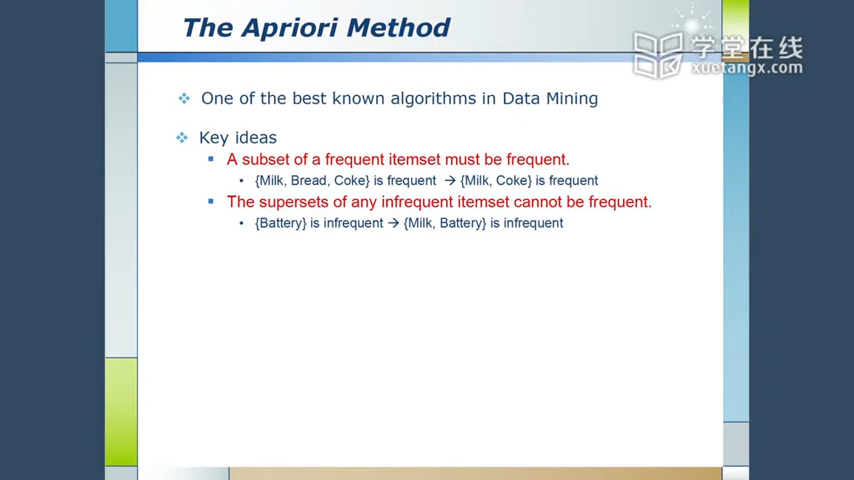 The Apriori Method
学堂在线
xuetangx.com
One of the best known algorithms in Data Mining
Key ideas
A subset of a frequent itemset must be frequent.
{Milk, Bread, Coke} is frequent → {Milk, Coke} is frequent
The supersets of any infrequent itemset cannot be frequent.
{Battery} is infrequent → {Milk, Battery} is infrequent